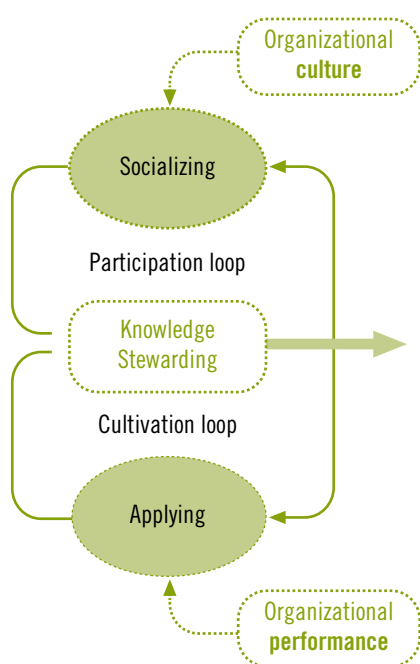 Organizational
culture
Socializing
Participation loop
Knowledge
Stewarding
Cultivation loop
Applying
Organizational
performance